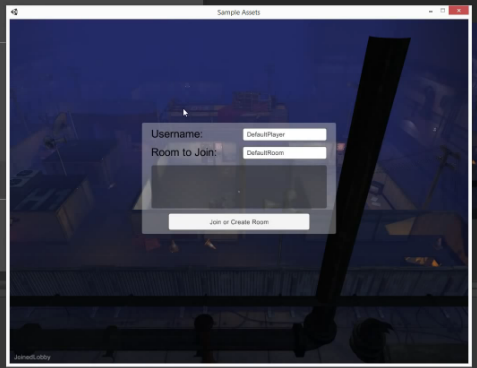 Sample Assets
Username:
DefaultPlayer
Room to Join:
DefaultRoom
Join or Create Room
JoinedLobby